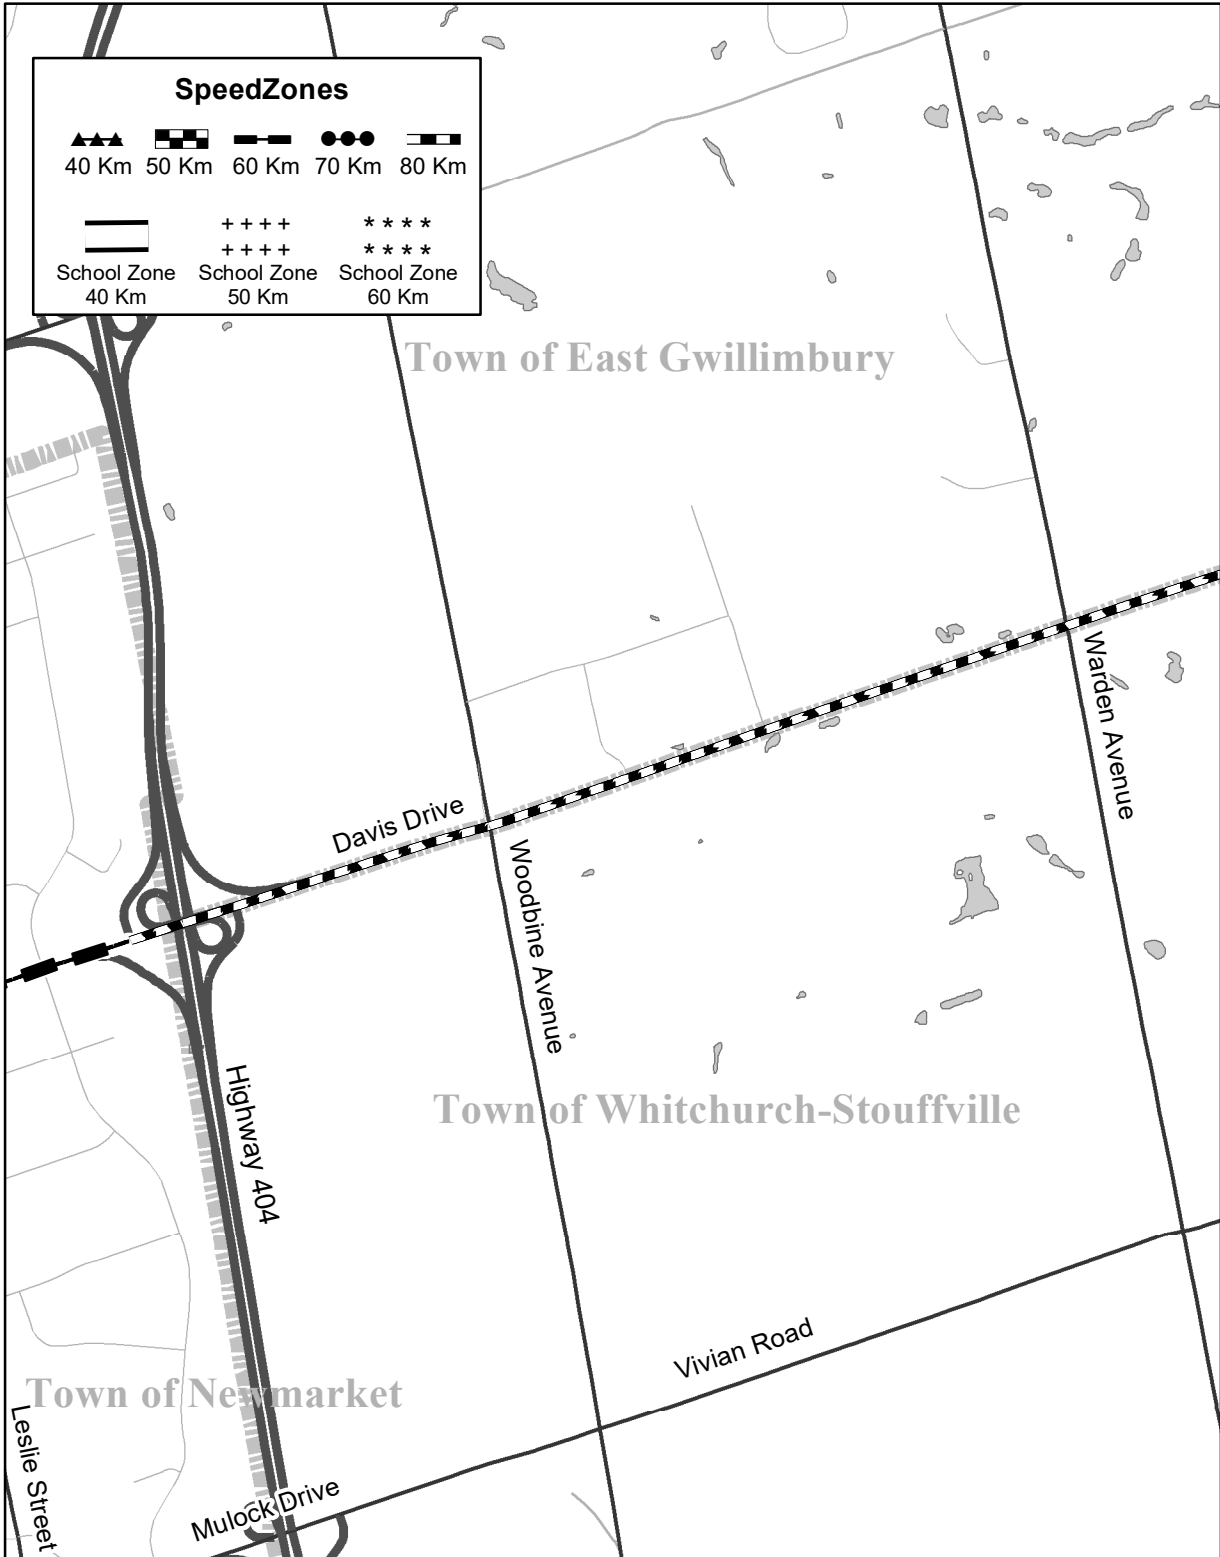 SpeedZones
40 Km 50 Km 60 Km 70 Km 80 Km
++++ ****
++++ ****
School Zone School Zone School Zone
40 Km 50 Km 60 Km
Town of East Gwillimbury
Warden Avenue
Davis Drive
Woodbine Avenue
Highway 404
Town of Whitchurch-Stouffville
Vivian Road
Town of Newmarket
Leslie Street
Mulock Drive